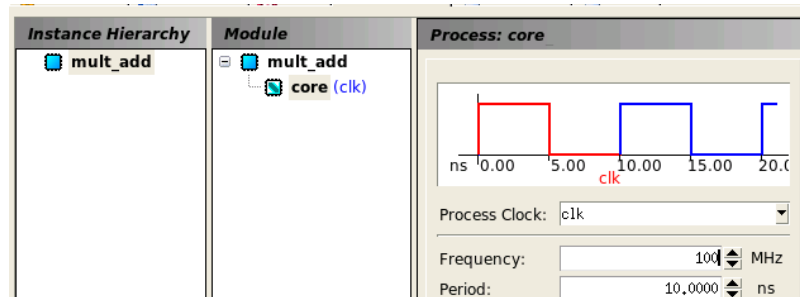 Instance Hierarchy
mult_add
Module
mult_add
core (clk)
Process: core
ns 0.00 5.00 10.00 15.00 20.0
clk
Process Clock: clk
Frequency: 100 MHz
Period: 10.0000 ns